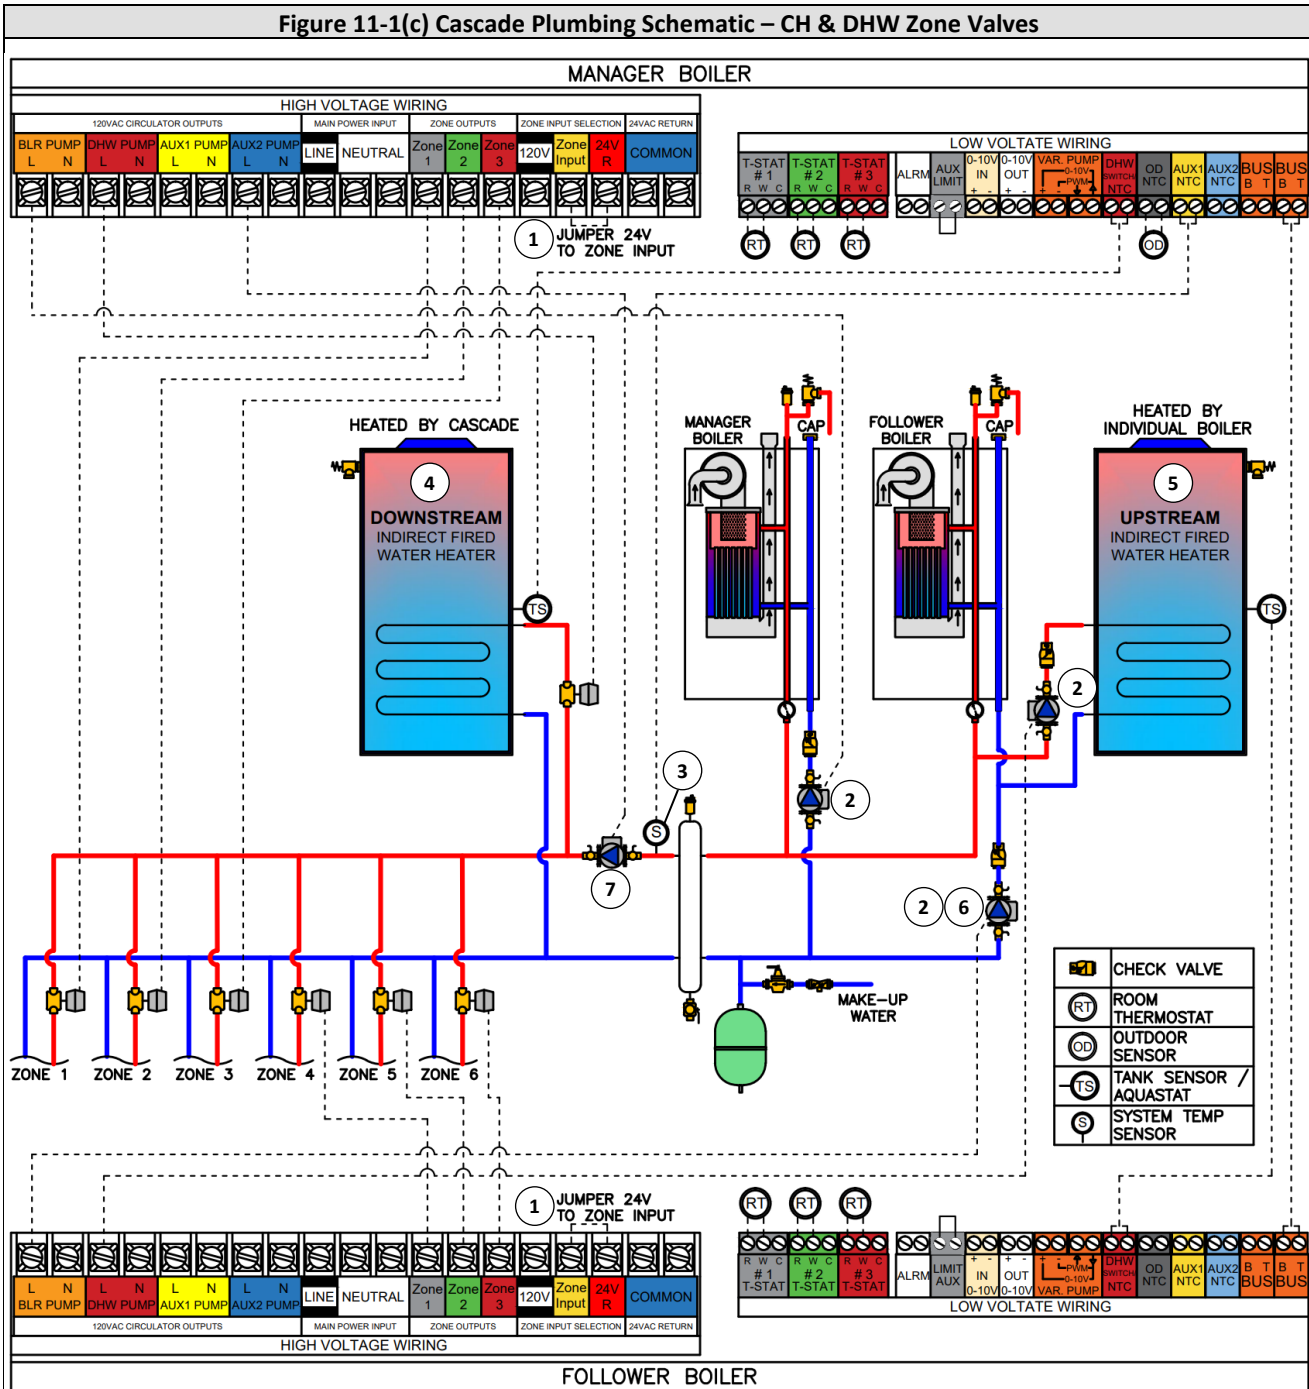 Figure 11-1(c) Cascade Plumbing Schematic – CH & DHW Zone Valves
MANAGER BOILER
HIGH VOLTAGE WIRING
120VAC CIRCULATOR OUTPUTS MAIN POWER INPUT ZONE OUTPUTS ZONE INPUT SELECTION 24VAC RETURN
BLR PUMP L N DHW PUMP L N AUX1 PUMP L N AUX2 PUMP L N LINE NEUTRAL Zone 1 Zone 2 Zone 3 120V Zone Input 24V R COMMON
LOW VOLTATE WIRING
T-STAT # 1 R W C T-STAT # 2 R W C T-STAT # 3 R W C ALRM AUX LIMIT 0-10V IN + - 0-10V OUT + - VAR. PUMP 0-10V PWM + - DHW SWITCH/ NTC OD NTC AUX1 NTC AUX2 NTC BUS B T BUS B T
RT RT RT OD
1 JUMPER 24V
TO ZONE INPUT
HEATED BY CASCADE
4
DOWNSTREAM
INDIRECT FIRED
WATER HEATER
TS
MANAGER
BOILER
CAP
FOLLOWER
BOILER
CAP
HEATED BY
INDIVIDUAL BOILER
5
UPSTREAM
INDIRECT FIRED
WATER HEATER
TS
2
3
2
S
7
2 6
MAKE-UP
WATER
ZONE 1 ZONE 2 ZONE 3 ZONE 4 ZONE 5 ZONE 6
CHECK VALVE
RT ROOM
THERMOSTAT
OD OUTDOOR
SENSOR
TS TANK SENSOR /
AQUASTAT
S SYSTEM TEMP
SENSOR
1 JUMPER 24V
TO ZONE INPUT
RT RT RT
L N BLR PUMP L N DHW PUMP L N AUX1 PUMP L N AUX2 PUMP LINE NEUTRAL Zone 1 Zone 2 Zone 3 120V Zone Input 24V R COMMON
120VAC CIRCULATOR OUTPUTS MAIN POWER INPUT ZONE OUTPUTS ZONE INPUT SELECTION 24VAC RETURN
HIGH VOLTAGE WIRING
R W C # 1 T-STAT R W C # 2 T-STAT R W C # 3 T-STAT ALRM LIMIT AUX + - IN 0-10V + - OUT 0-10V + - PWM 0-10V VAR. PUMP DHW SWITCH/ NTC OD NTC AUX1 NTC AUX2 NTC B T BUS B T BUS
LOW VOLTATE WIRING
FOLLOWER BOILER